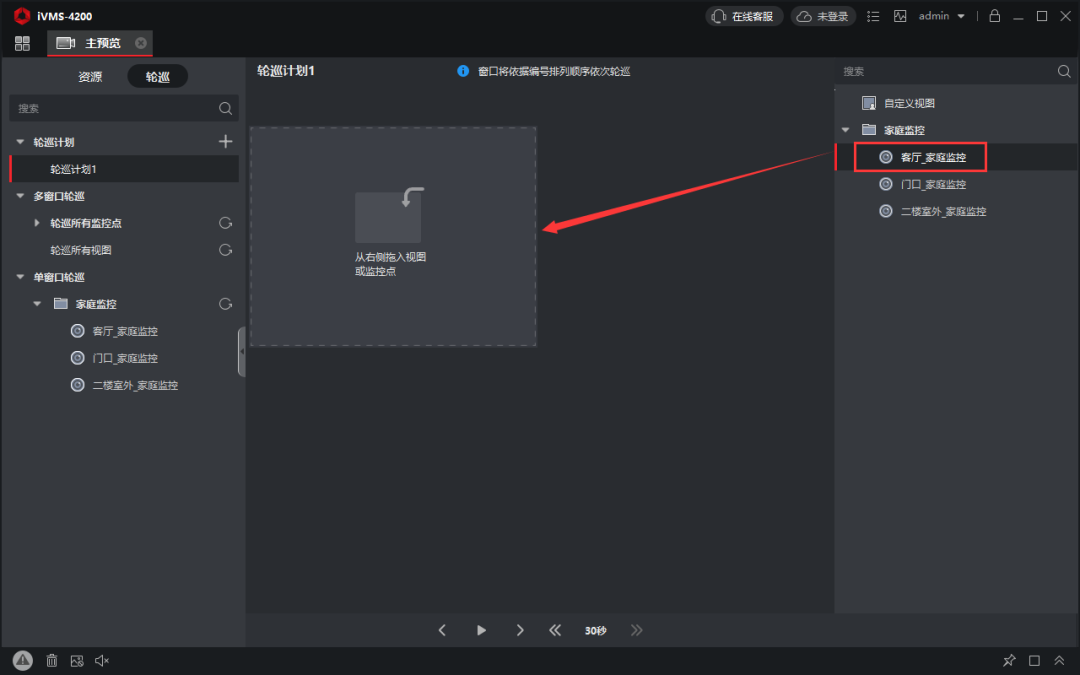 iVMS-4200
在线客服
未登录
admin
主预览
资源
轮巡
搜索
轮巡计划
轮巡计划1
多窗口轮巡
轮巡所有监控点
轮巡所有视图
单窗口轮巡
家庭监控
客厅_家庭监控
门口_家庭监控
二楼室外_家庭监控
轮巡计划1
窗口将依据编号排列顺序依次轮巡
从右侧拖入视图
或监控点
30秒
搜索
自定义视图
家庭监控
客厅_家庭监控
门口_家庭监控
二楼室外_家庭监控